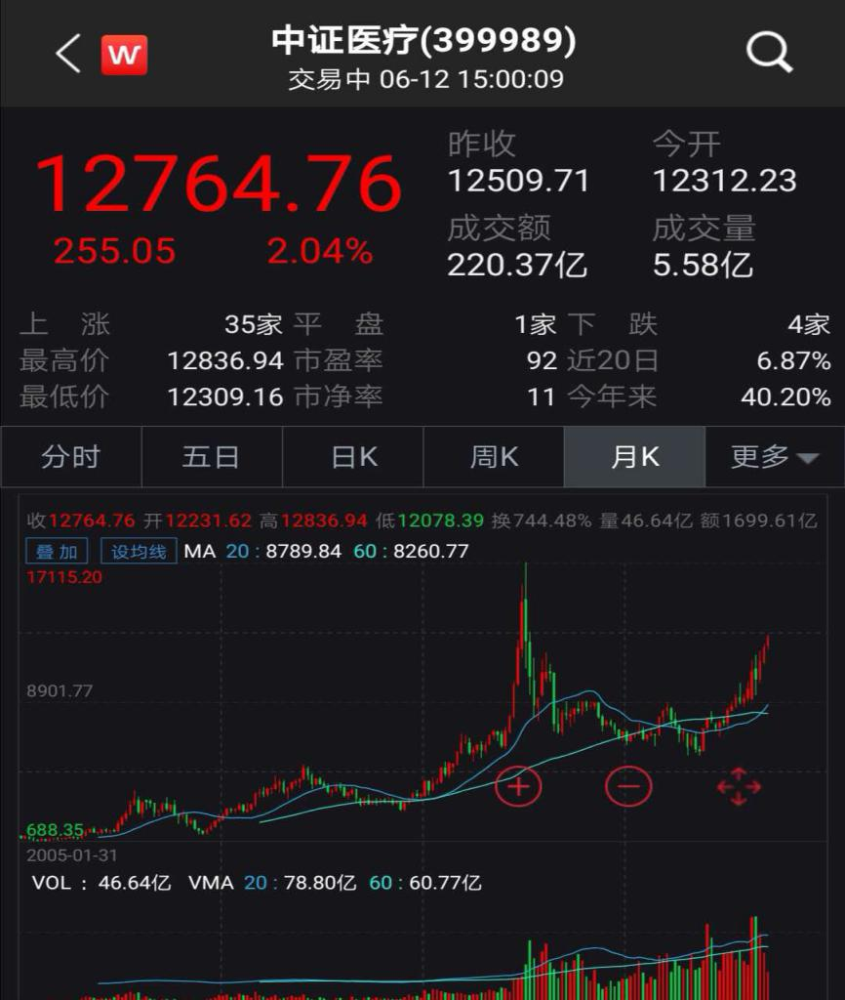 W
中证医疗(399989)
交易中 06-12 15:00:09
12764.76
255.05 2.04%
昨收 今开
12509.71 12312.23
成交额 成交量
220.37亿 5.58亿
上 涨 35家 平 盘 1家 下 跌 4家
最高价 12836.94 市盈率 92 近20日 6.87%
最低价 12309.16 市净率 11 今年来 40.20%
分时 五日 日K 周K 月K 更多
收12764.76 开12231.62 高12836.94 低12078.39 换744.48% 量46.64亿 额1699.61亿
叠加 设均线 MA 20:8789.84 60:8260.77
17115.20
8901.77
688.35
2005-01-31
VOL : 46.64亿 VMA 20:78.80亿 60:60.77亿